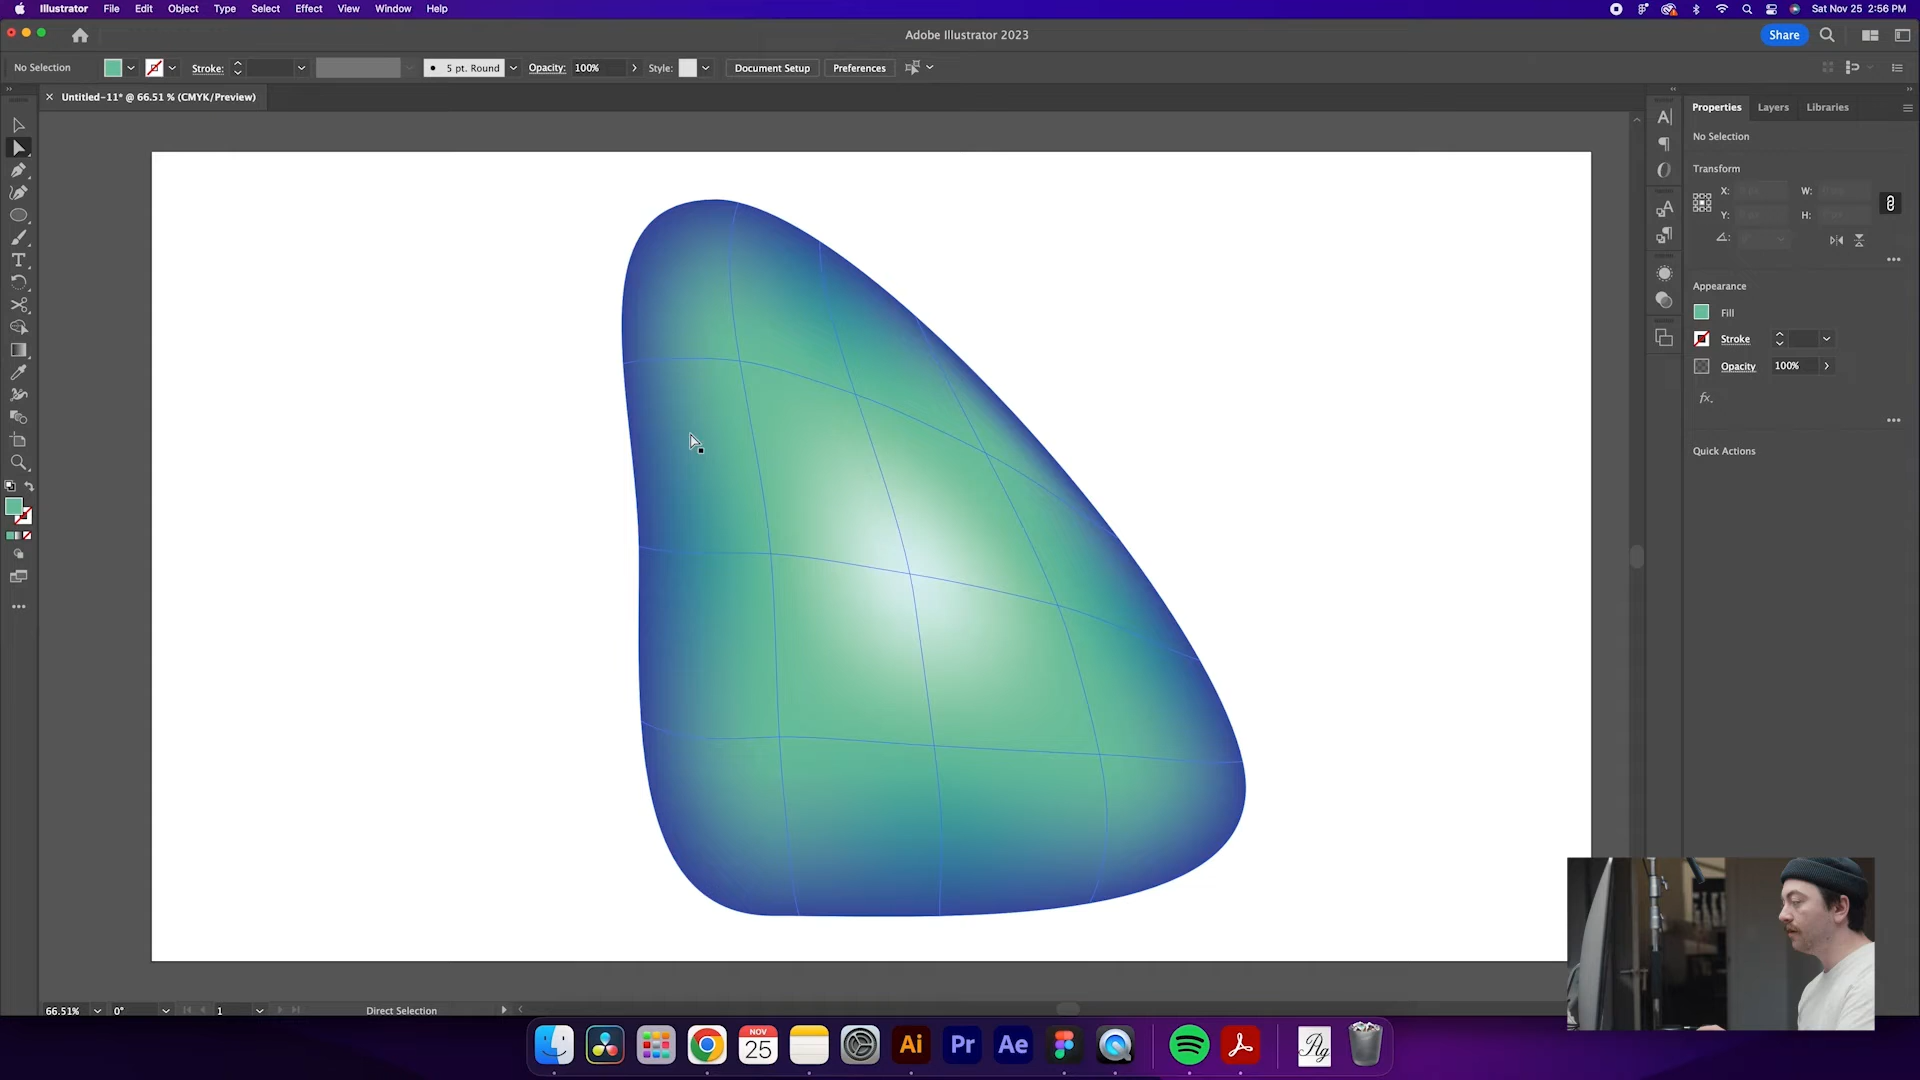 Illustrator File Edit Object Type Select Effect View Window Help
Sat Nov 25 2:56 PM
Adobe Illustrator 2023
Share
No Selection
Stroke:
5 pt. Round
Opacity: 100%
Style:
Document Setup
Preferences
Untitled-11* @ 66.51 % (CMYK/Preview)
Properties Layers Libraries
No Selection
Transform
X:
W:
Y:
H:
Appearance
Fill
Stroke
Opacity 100%
fx.
Quick Actions
66.51%
0°
1
Direct Selection
NOV
25
Ai
Pr
Ae